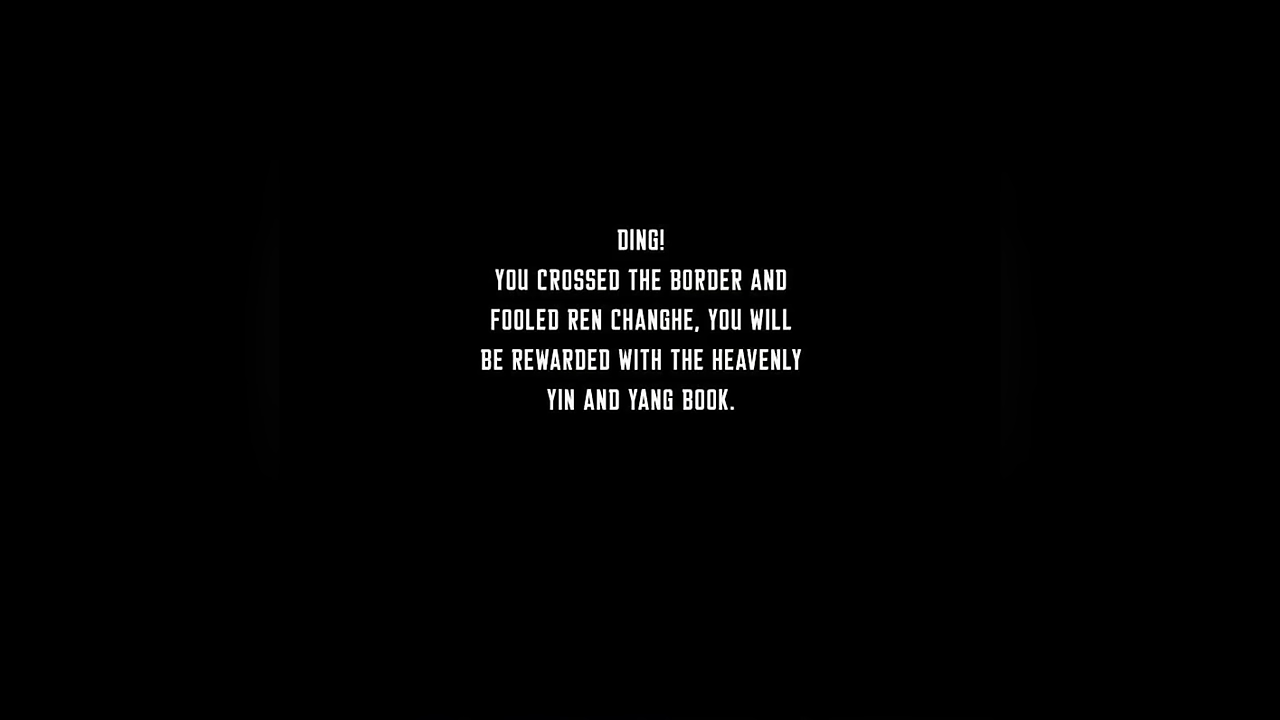 DING!
YOU CROSSED THE BORDER AND
FOOLED REN CHANGHE, YOU WILL
BE REWARDED WITH THE HEAVENLY
YIN AND YANG BOOK.